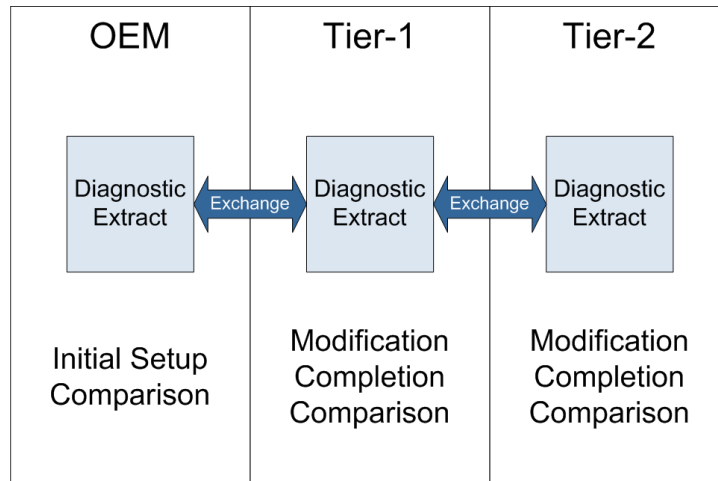 OEM
Tier-1
Tier-2
Diagnostic
Extract
Exchange
Diagnostic
Extract
Exchange
Diagnostic
Extract
Initial Setup
Comparison
Modification
Completion
Comparison
Modification
Completion
Comparison